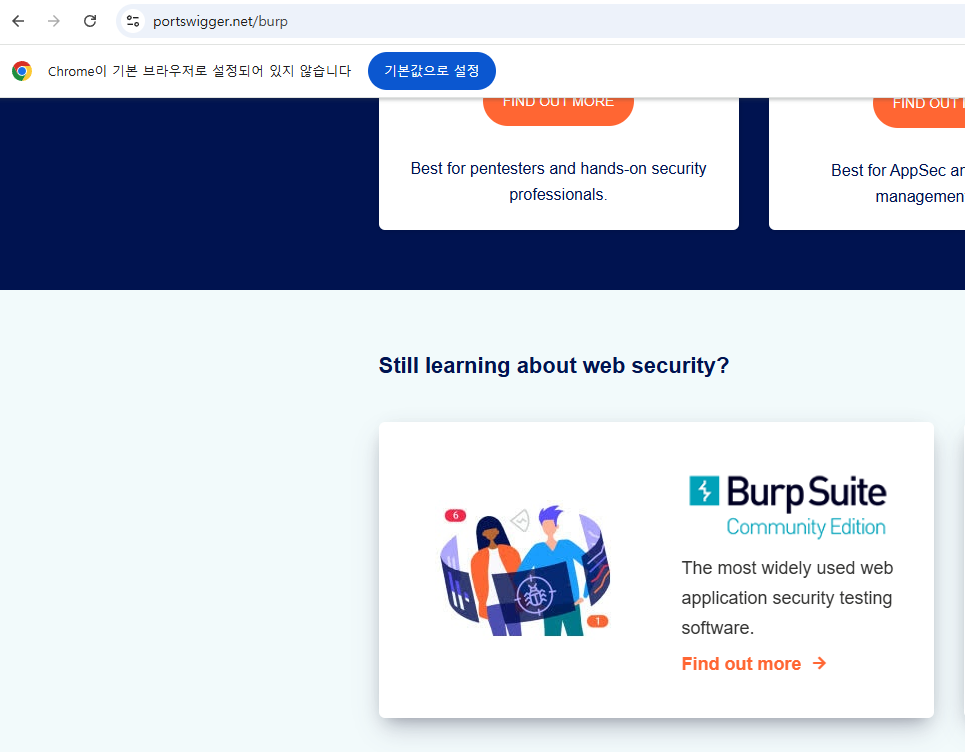 portswigger.net/burp
Chrome이 기본 브라우저로 설정되어 있지 않습니다
기본값으로 설정
FIND OUT MORE
FIND OUT
Best for pentesters and hands-on security
professionals.
Best for AppSec
management
Still learning about web security?
6
1
Burp Suite
Community Edition
The most widely used web
application security testing
software.
Find out more →